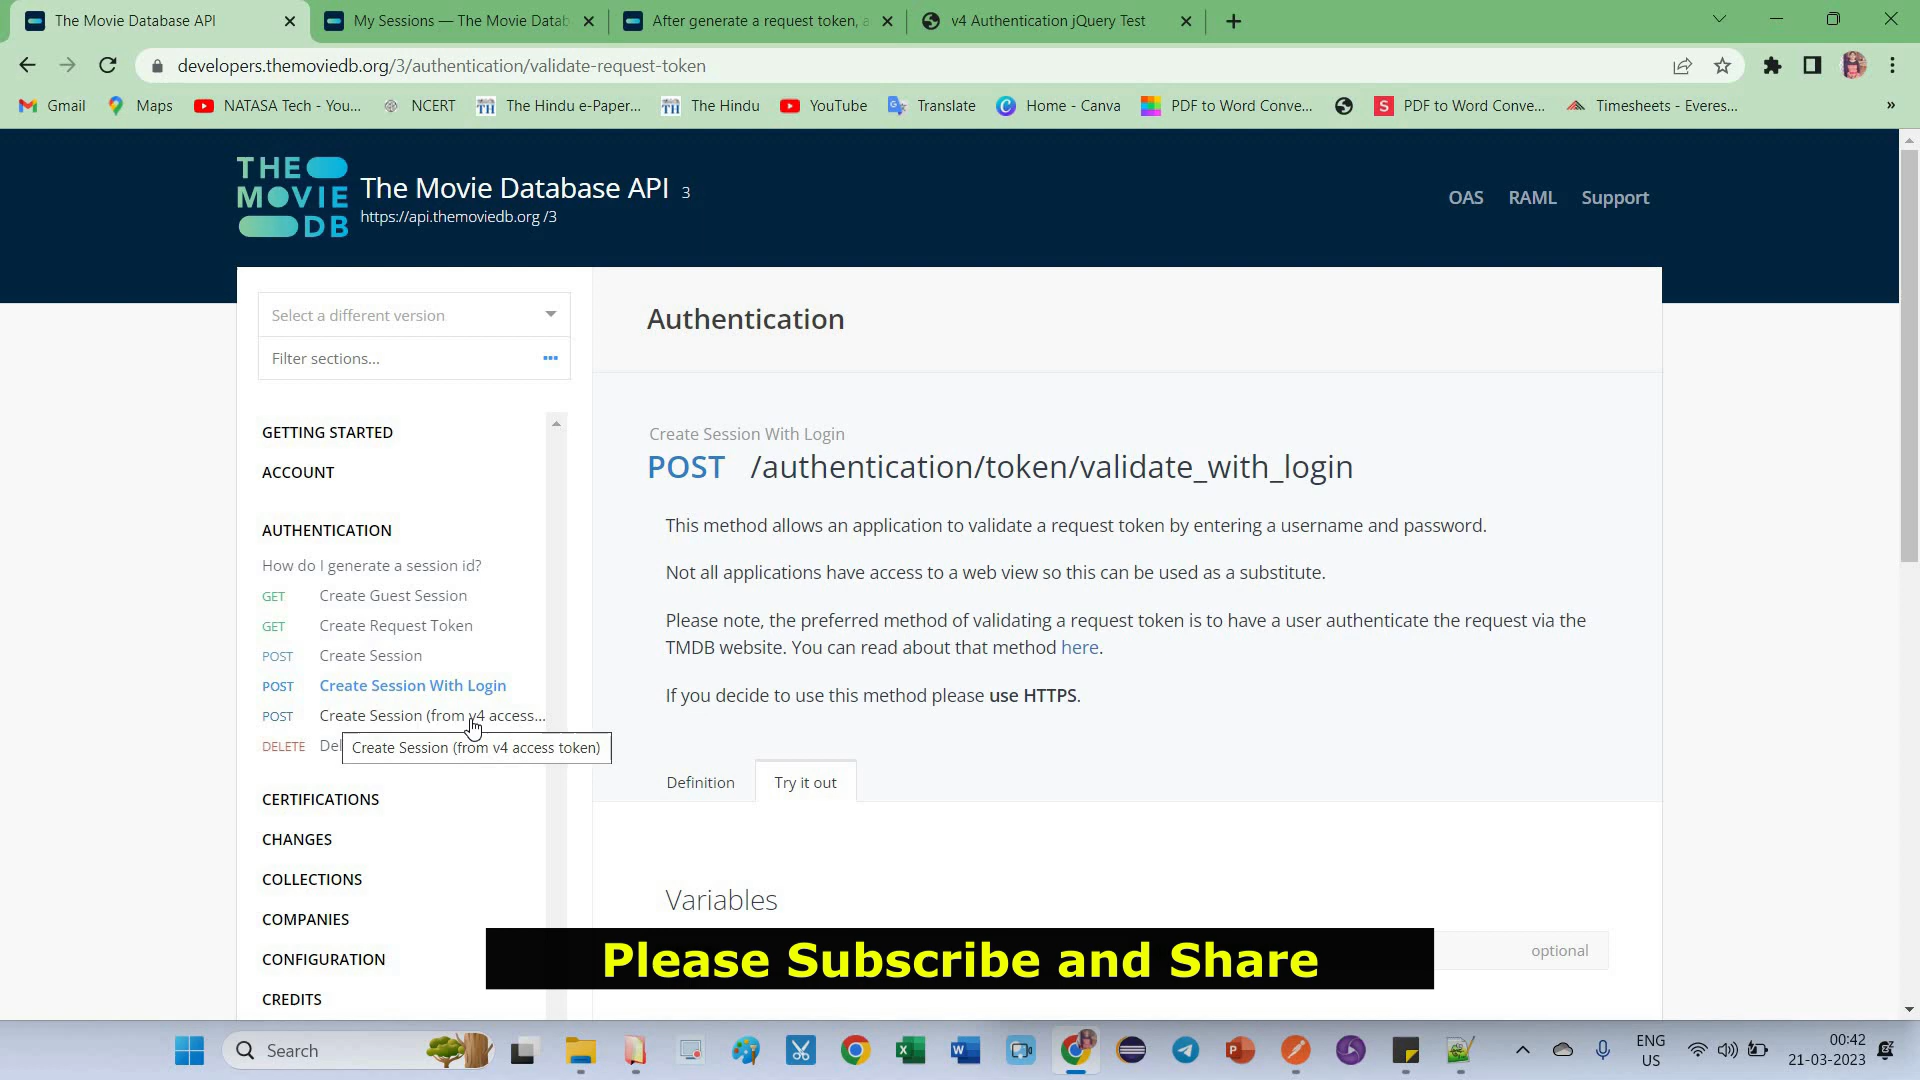 The Movie Database API
My Sessions — The Movie Datab
After generate a request token, a
v4 Authentication jQuery Test
developers.themoviedb.org/3/authentication/validate-request-token
Gmail
Maps
NATASA Tech - You...
NCERT
The Hindu e-Paper...
The Hindu
YouTube
Translate
Home - Canva
PDF to Word Conve...
PDF to Word Conve...
Timesheets - Everes...
»
THE MOVIE DB
The Movie Database API 3
https://api.themoviedb.org /3
OAS RAML Support
Select a different version
Filter sections...
GETTING STARTED
ACCOUNT
AUTHENTICATION
How do I generate a session id?
GET Create Guest Session
GET Create Request Token
POST Create Session
POST Create Session With Login
POST Create Session (from v4 access...
DELETE Del
Create Session (from v4 access token)
CERTIFICATIONS
CHANGES
COLLECTIONS
COMPANIES
CONFIGURATION
CREDITS
Authentication
Create Session With Login
POST /authentication/token/validate_with_login
This method allows an application to validate a request token by entering a username and password.
Not all applications have access to a web view so this can be used as a substitute.
Please note, the preferred method of validating a request token is to have a user authenticate the request via the
TMDB website. You can read about that method here.
If you decide to use this method please use HTTPS.
Definition
Try it out
Variables
optional
Please Subscribe and Share
Search
ENG
US
00:42
21-03-2023